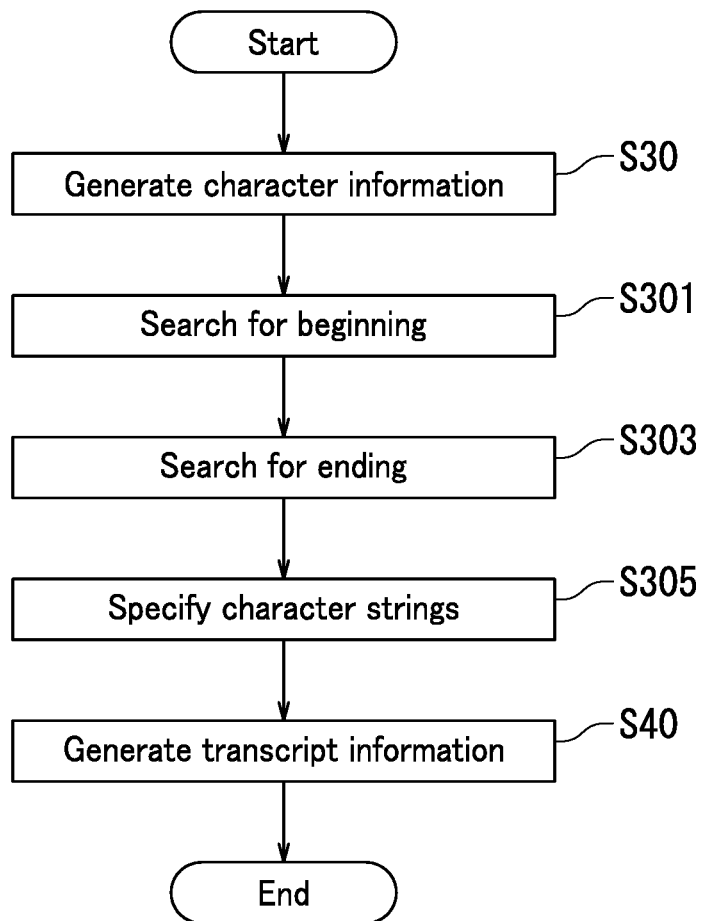 Start
Generate character information
S30
Search for beginning
S301
Search for ending
S303
Specify character strings
S305
Generate transcript information
S40
End